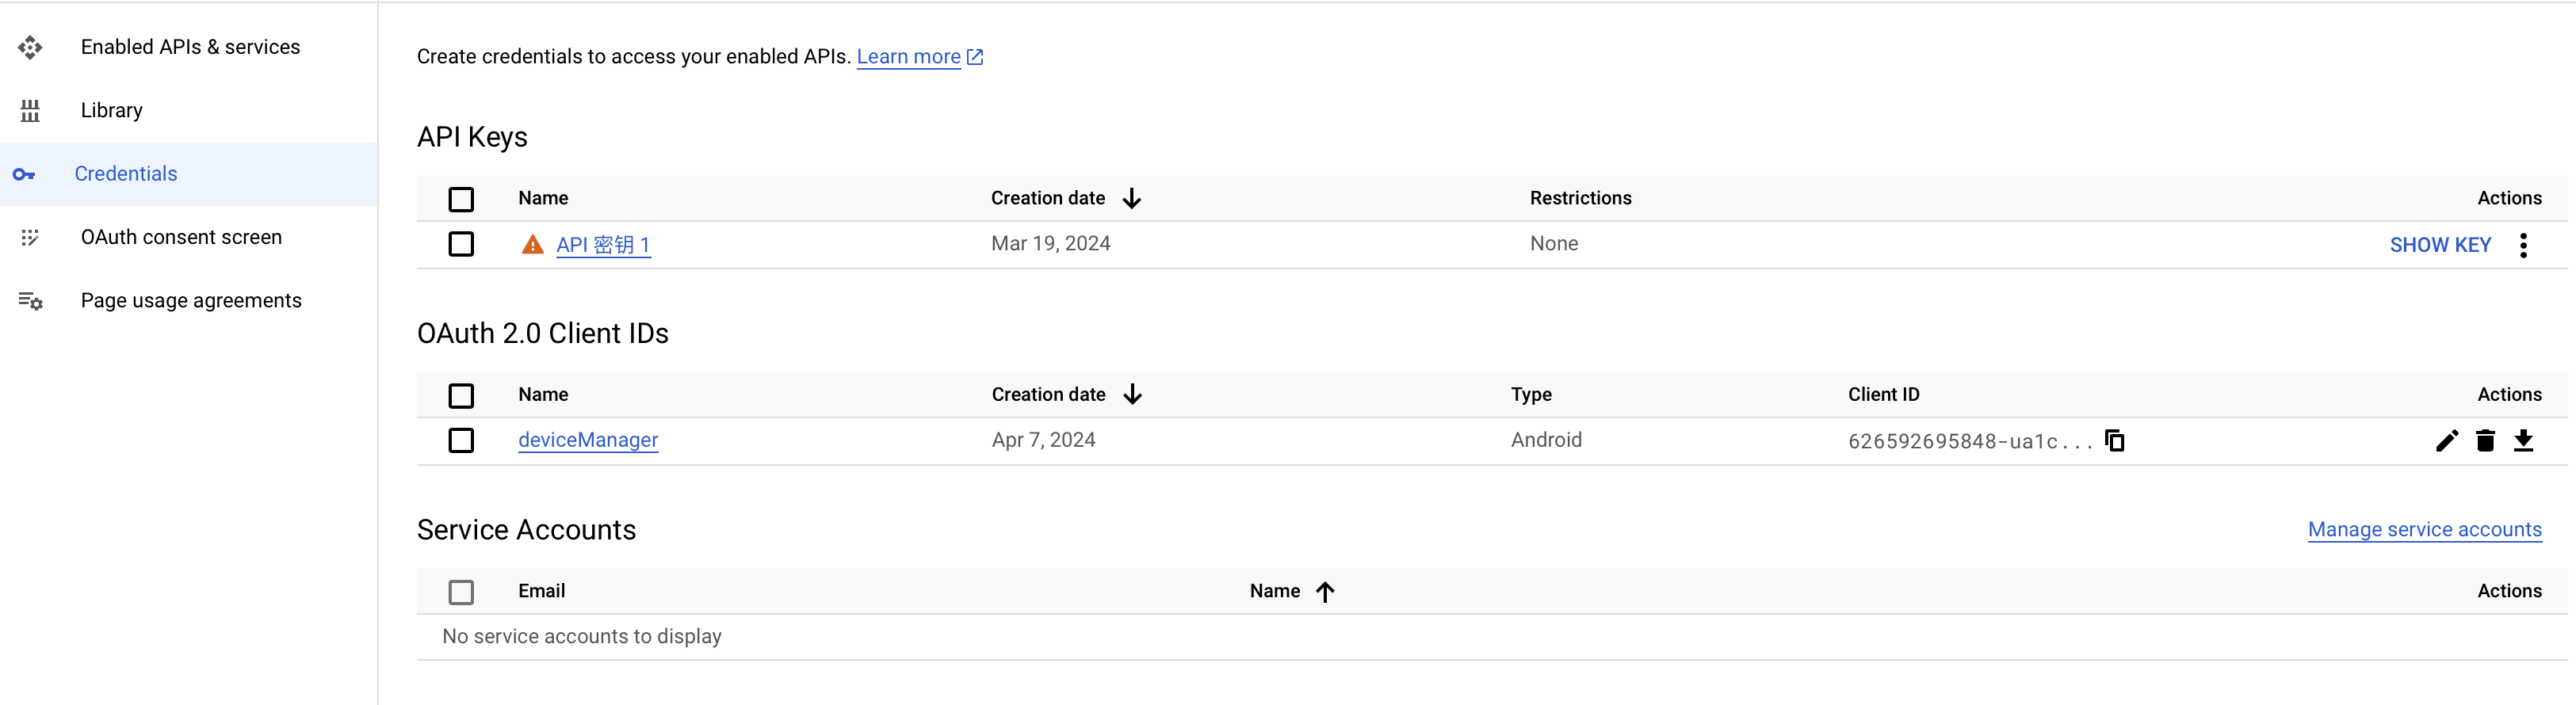 Enabled APIs & services
Library
Credentials
OAuth consent screen
Page usage agreements
Create credentials to access your enabled APIs. Learn more
API Keys
Name Creation date Restrictions Actions
API 密钥 1 Mar 19, 2024 None SHOW KEY
OAuth 2.0 Client IDs
Name Creation date Type Client ID Actions
deviceManager Apr 7, 2024 Android 626592695848-ua1c...
Service Accounts Manage service accounts
Email Name Actions
No service accounts to display